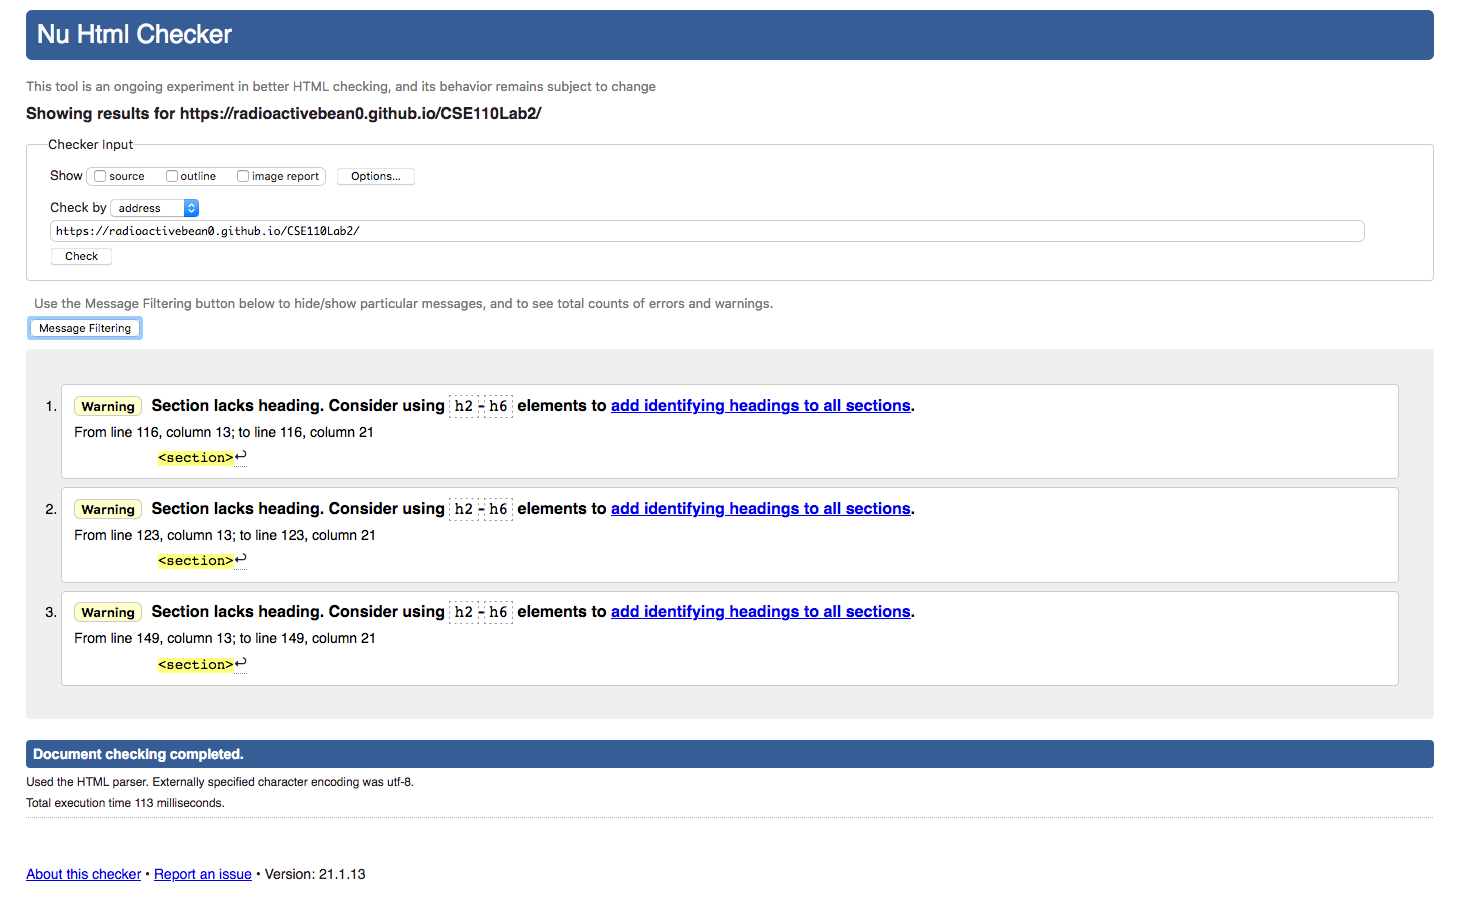 Nu Html Checker
This tool is an ongoing experiment in better HTML checking, and its behavior remains subject to change
Showing results for https://radioactivebean0.github.io/CSE110Lab2/
Checker Input
Show source outline image report Options...
Check by address
https://radioactivebean0.github.io/CSE110Lab2/
Check
Use the Message Filtering button below to hide/show particular messages, and to see total counts of errors and warnings.
Message Filtering
1. Warning Section lacks heading. Consider using h2-h6 elements to add identifying headings to all sections.
From line 116, column 13; to line 116, column 21
<section>↩
2. Warning Section lacks heading. Consider using h2-h6 elements to add identifying headings to all sections.
From line 123, column 13; to line 123, column 21
<section>↩
3. Warning Section lacks heading. Consider using h2-h6 elements to add identifying headings to all sections.
From line 149, column 13; to line 149, column 21
<section>↩
Document checking completed.
Used the HTML parser. Externally specified character encoding was utf-8.
Total execution time 113 milliseconds.
About this checker • Report an issue • Version: 21.1.13